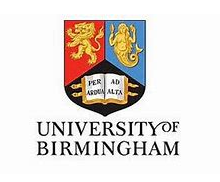 PER AD
ARDUA ALTA
UNIVERSITY OF
BIRMINGHAM